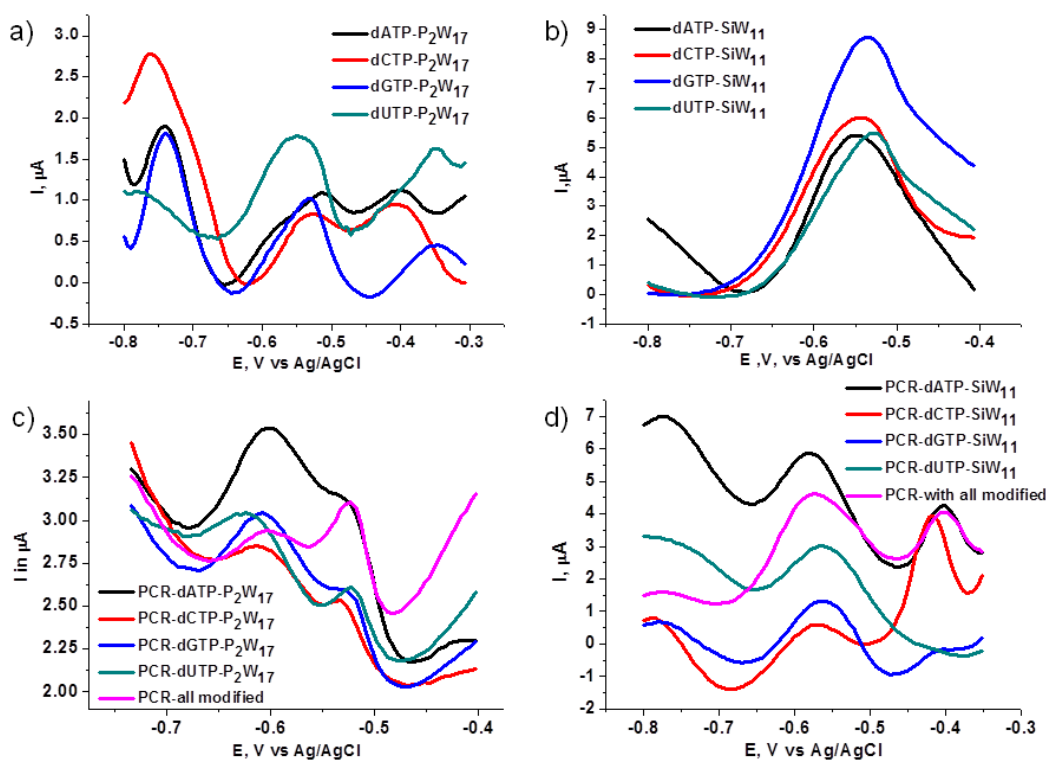 a)
3.0
2.5
2.0
1.5
1.0
0.5
0.0
-0.5
I, µA
dATP-P2W17
dCTP-P2W17
dGTP-P2W17
dUTP-P2W17
-0.8 -0.7 -0.6 -0.5 -0.4 -0.3
E, V vs Ag/AgCl
b)
9
8
7
6
5
4
3
2
1
0
-1
I,µA
dATP-SiW11
dCTP-SiW11
dGTP-SiW11
dUTP-SiW11
-0.8 -0.7 -0.6 -0.5 -0.4
E ,V, vs Ag/AgCl
c)
3.50
3.25
3.00
2.75
2.50
2.25
2.00
I in µA
PCR-dATP-P2W17
PCR-dCTP-P2W17
PCR-dGTP-P2W17
PCR-dUTP-P2W17
PCR-all modified
-0.7 -0.6 -0.5 -0.4
E, V vs Ag/AgCl
d)
7
6
5
4
3
2
1
0
-1
-2
I, µA
PCR-dATP-SiW11
PCR-dCTP-SiW11
PCR-dGTP-SiW11
PCR-dUTP-SiW11
PCR-with all modified
-0.8 -0.7 -0.6 -0.5 -0.4 -0.3
E, V vs Ag/AgCl